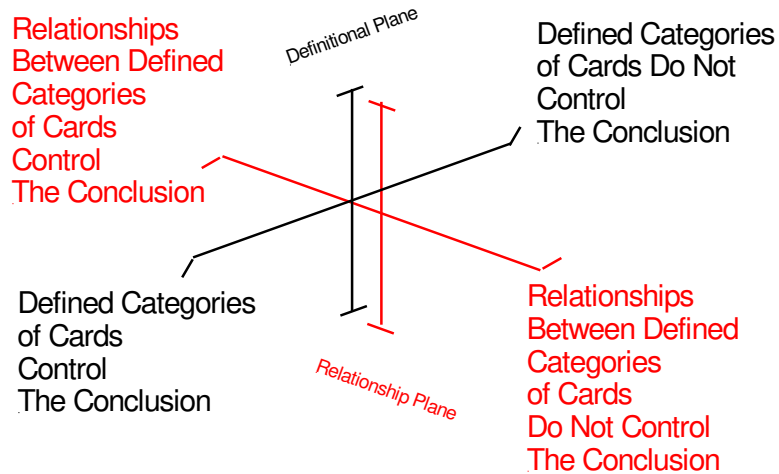 Relationships
Between Defined
Categories
of Cards
Control
The Conclusion
Definitional Plane
Defined Categories
of Cards Do Not
Control
The Conclusion
Defined Categories
of Cards
Control
The Conclusion
Relationship Plane
Relationships
Between Defined
Categories
of Cards
Do Not Control
The Conclusion